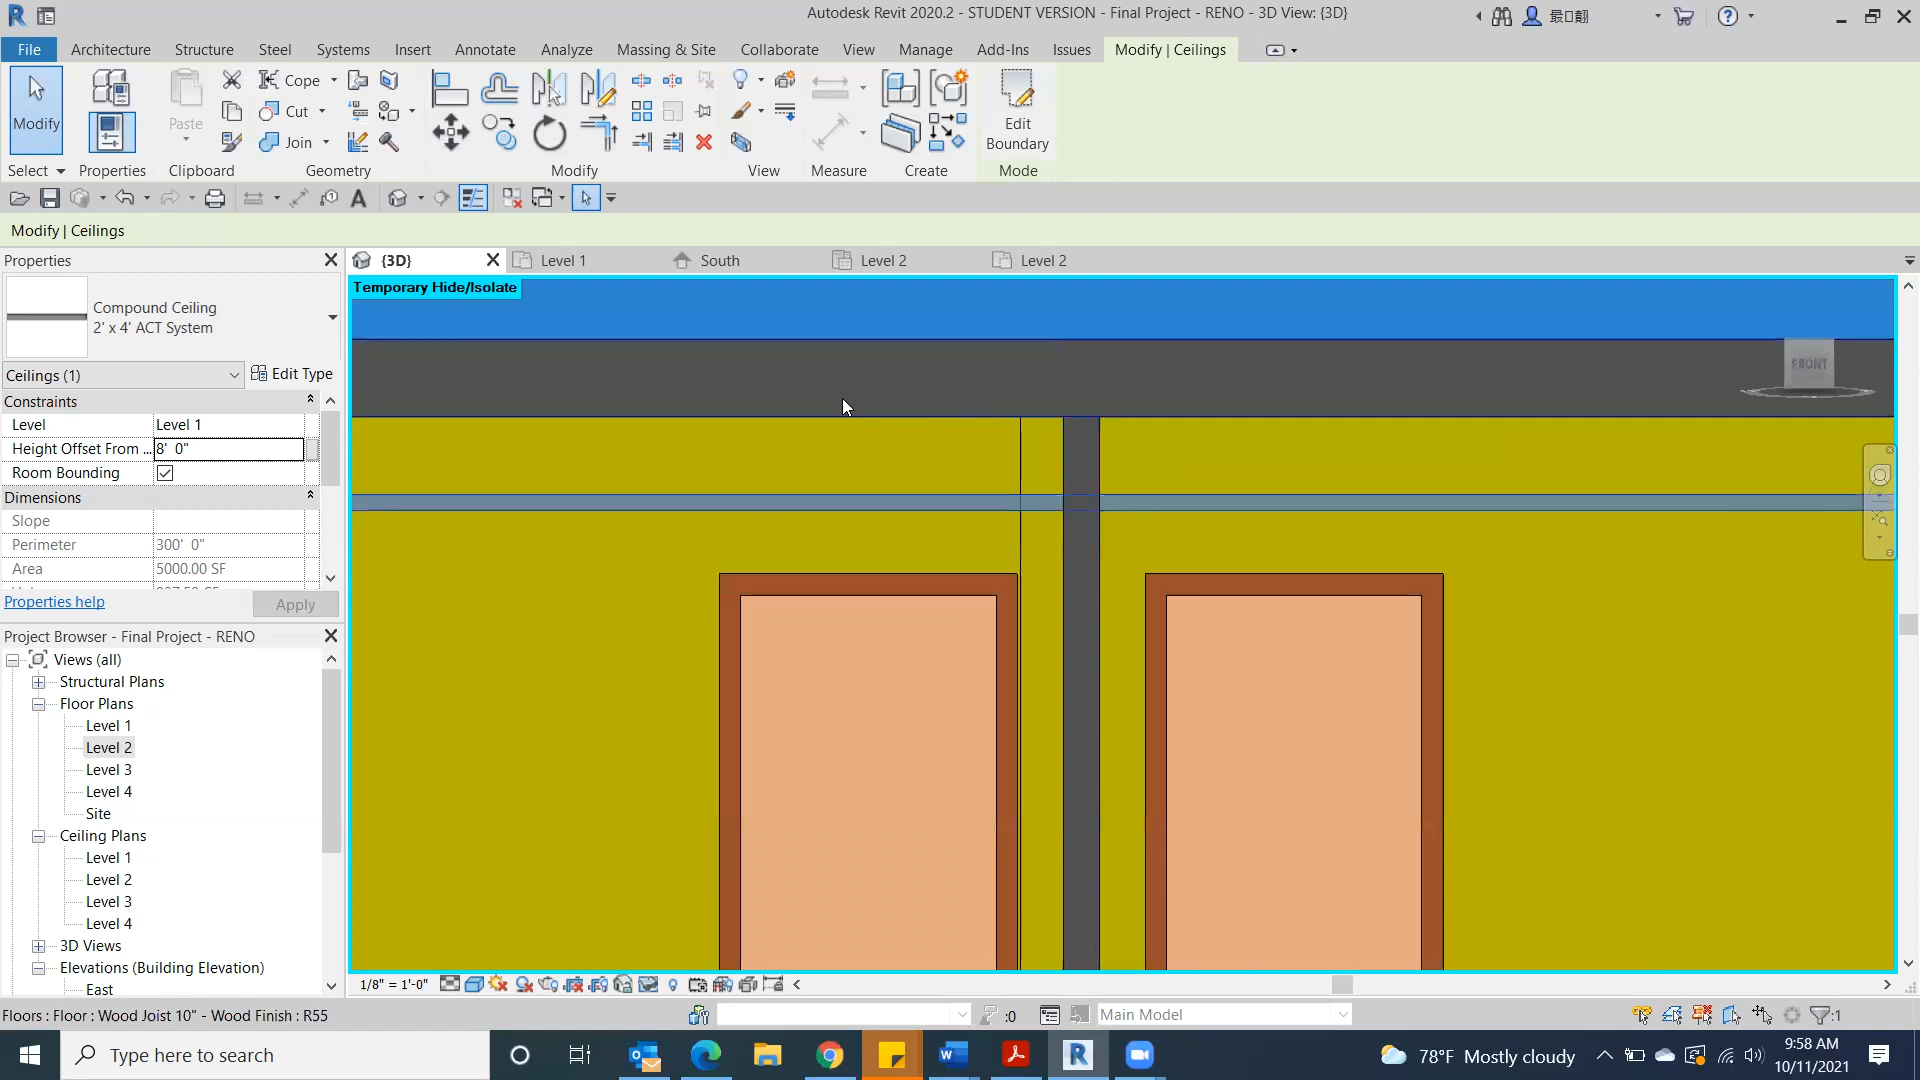 Autodesk Revit 2020.2 - STUDENT VERSION - Final Project - RENO - 3D View: {3D}
File Architecture Structure Steel Systems Insert Annotate Analyze Massing & Site Collaborate View Manage Add-Ins Issues Modify | Ceilings
Modify Paste Cope Cut Join Edit Boundary
Select Properties Clipboard Geometry Modify View Measure Create Mode
Modify | Ceilings
Properties
{3D} Level 1 South Level 2 Level 2
Temporary Hide/Isolate
Compound Ceiling
2' x 4' ACT System
Ceilings (1) Edit Type
Constraints
Level Level 1
Height Offset From ... 8' 0"
Room Bounding
Dimensions
Slope
Perimeter 300' 0"
Area 5000.00 SF
Properties help Apply
FRONT
Project Browser - Final Project - RENO
Views (all)
Structural Plans
Floor Plans
Level 1
Level 2
Level 3
Level 4
Site
Ceiling Plans
Level 1
Level 2
Level 3
Level 4
3D Views
Elevations (Building Elevation)
East
1/8" = 1'-0"
Floors : Floor : Wood Joist 10" - Wood Finish : R55
:0 Main Model :1
Type here to search
78°F Mostly cloudy
9:58 AM
10/11/2021